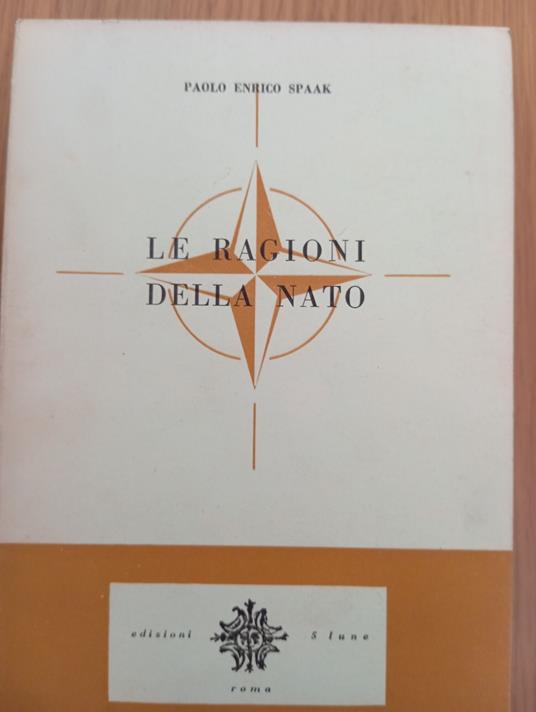 PAOLO ENRICO SPAAK
LE RAGIONI
DELLA NATO
edizioni 5 lune
roma